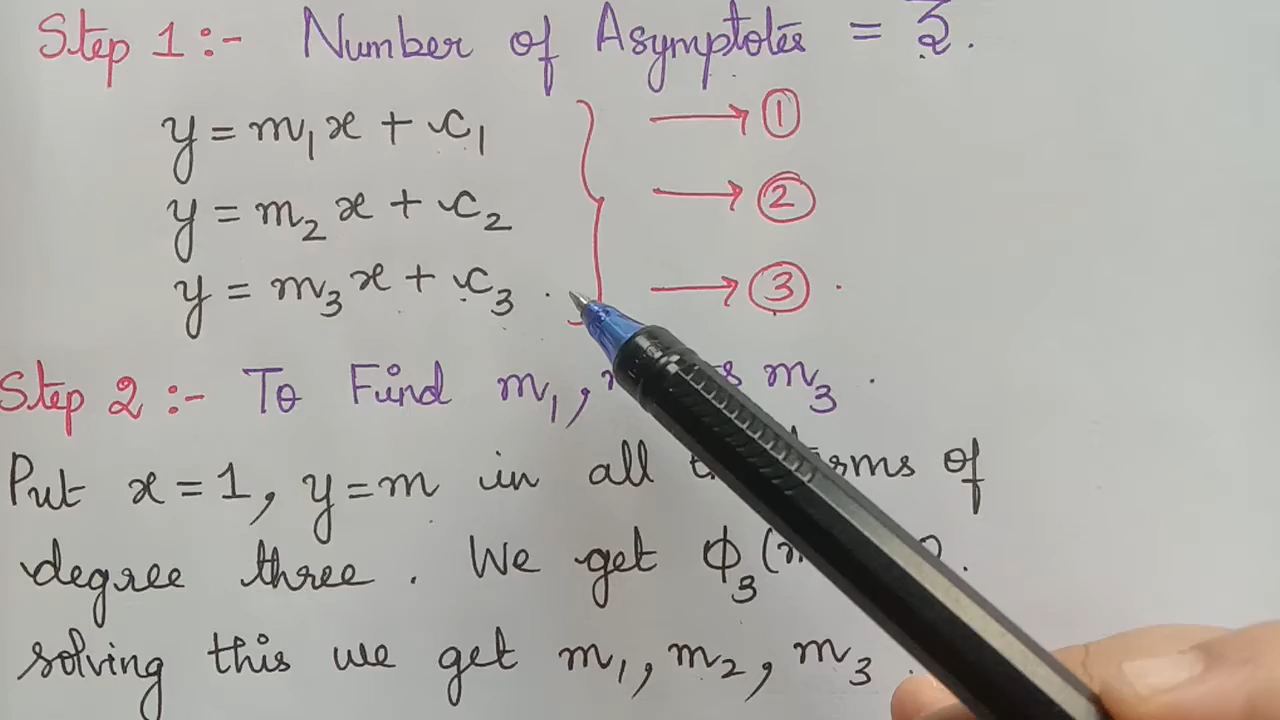 Step 1 :- Number of Asymptotes = 3.
y = m₁x + c₁ → ①
y = m₂x + c₂ → ②
y = m₃x + c₃ . → ③ .
Step 2 :- To Find m₁, m₃ .
Put x = 1, y = m in all terms of
degree three . We get ϕ₃(m .
solving this we get m₁, m₂, m₃ .